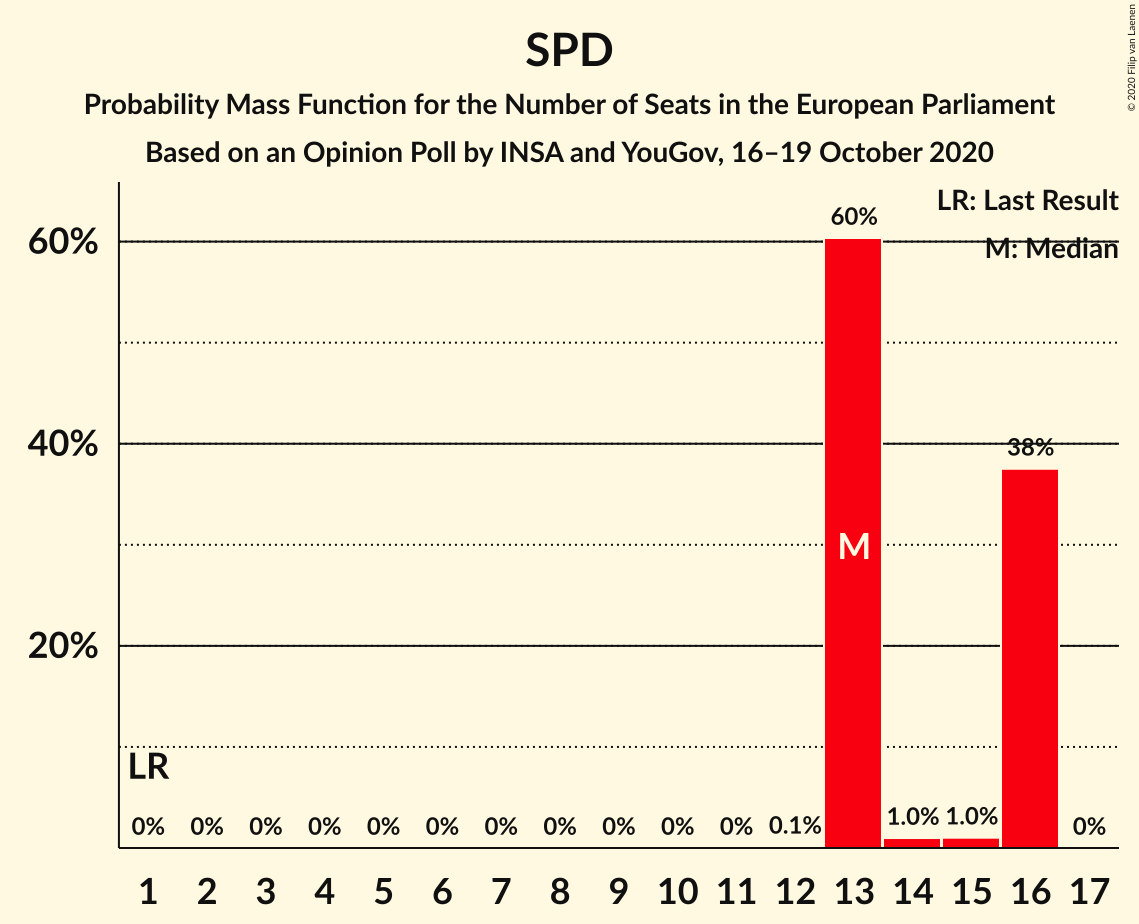 SPD
Probability Mass Function for the Number of Seats in the European Parliament
Based on an Opinion Poll by INSA and YouGov, 16–19 October 2020
© 2020 Filip van Laenen
LR: Last Result
M: Median
60%
40%
20%
60%
38%
M
LR
0% 0% 0% 0% 0% 0% 0% 0% 0% 0% 0% 0.1% 1.0% 1.0% 0%
1 2 3 4 5 6 7 8 9 10 11 12 13 14 15 16 17